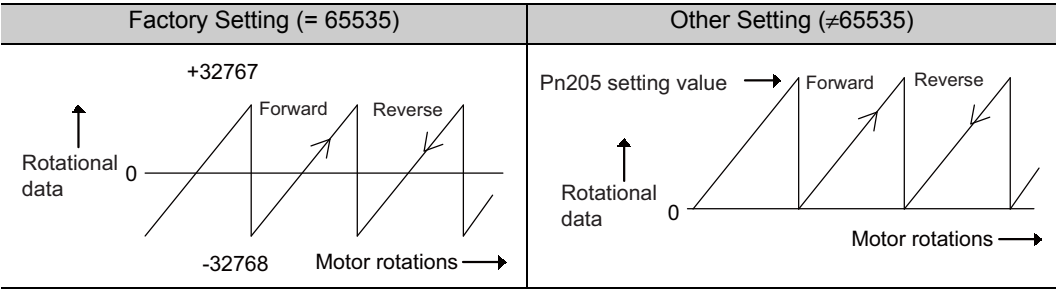 Factory Setting (= 65535)
+32767
Forward
Reverse
Rotational
data
0
-32768
Motor rotations
Other Setting (≠65535)
Pn205 setting value
Forward
Reverse
Rotational
data
0
Motor rotations